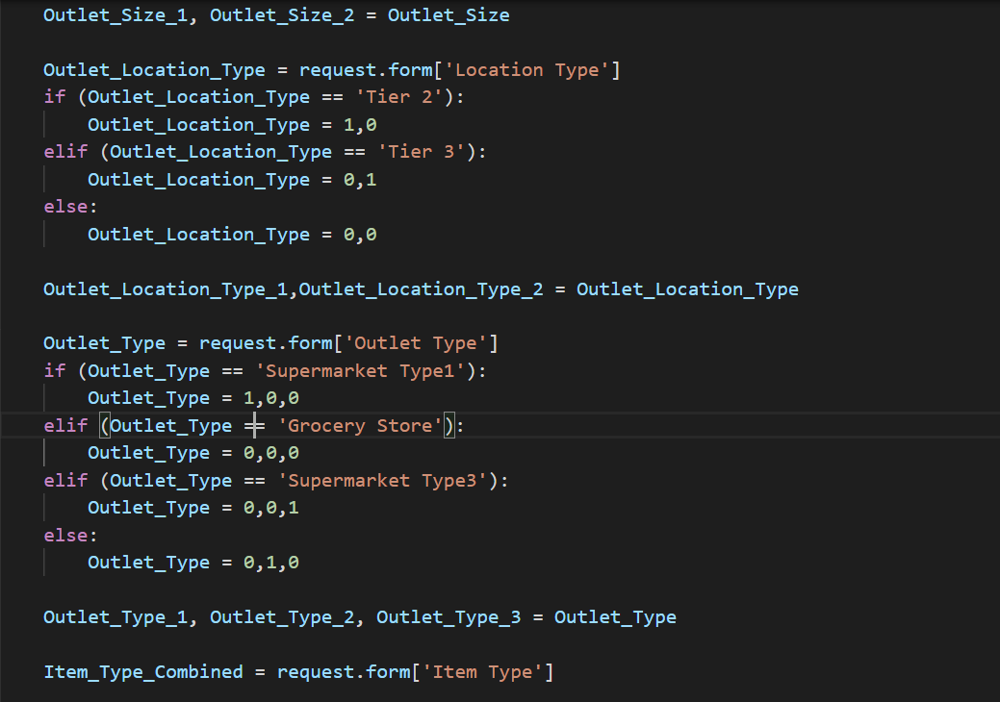 Outlet_Size_1, Outlet_Size_2 = Outlet_Size
Outlet_Location_Type = request.form['Location Type']
if (Outlet_Location_Type == 'Tier 2'):
    Outlet_Location_Type = 1,0
elif (Outlet_Location_Type == 'Tier 3'):
    Outlet_Location_Type = 0,1
else:
    Outlet_Location_Type = 0,0
Outlet_Location_Type_1,Outlet_Location_Type_2 = Outlet_Location_Type
Outlet_Type = request.form['Outlet Type']
if (Outlet_Type == 'Supermarket Type1'):
    Outlet_Type = 1,0,0
elif (Outlet_Type == 'Grocery Store'):
    Outlet_Type = 0,0,0
elif (Outlet_Type == 'Supermarket Type3'):
    Outlet_Type = 0,0,1
else:
    Outlet_Type = 0,1,0
Outlet_Type_1, Outlet_Type_2, Outlet_Type_3 = Outlet_Type
Item_Type_Combined = request.form['Item Type']